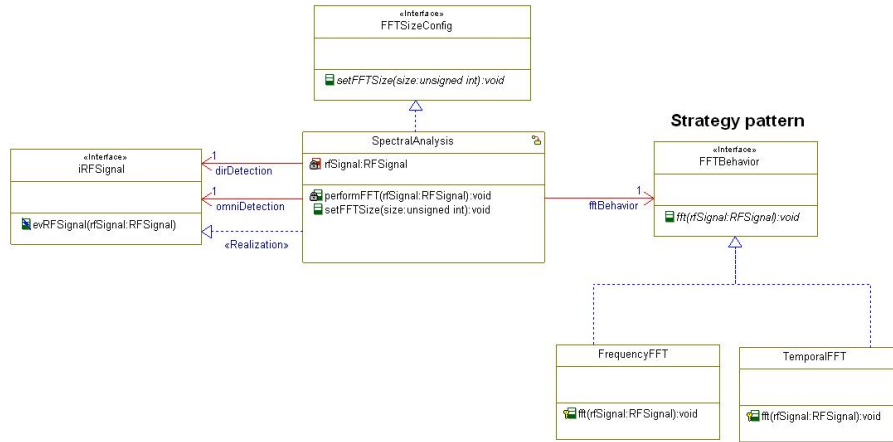 «Interface»
FFTSizeConfig
setFFTSize(size:unsigned int):void
Strategy pattern
SpectralAnalysis
rfSignal:RFSignal
performFFT(rfSignal:RFSignal):void
setFFTSize(size:unsigned int):void
«Interface»
iRFSignal
evRFSignal(rfSignal:RFSignal)
1
dirDetection
1
omniDetection
«Realization»
1
fftBehavior
«Interface»
FFTBehavior
fft(rfSignal:RFSignal):void
FrequencyFFT
fft(rfSignal:RFSignal):void
TemporalFFT
fft(rfSignal:RFSignal):void